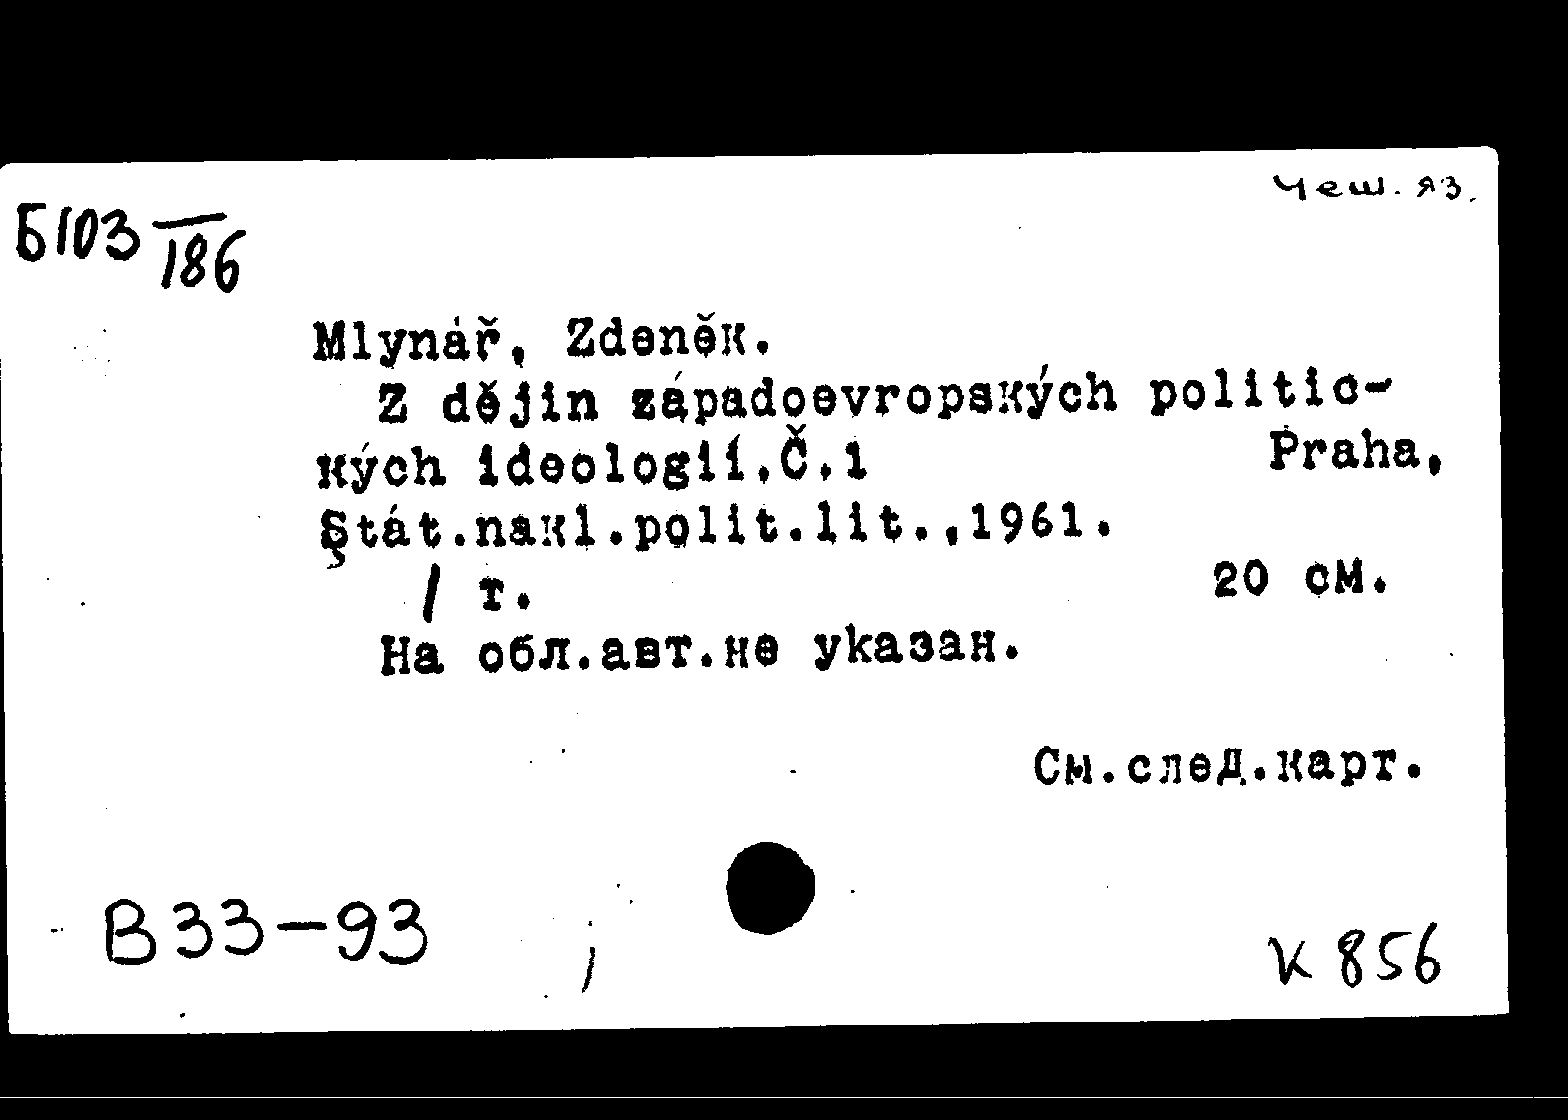 Чеш. яз.
Б103
186
Mlynář, Zdeněk.
Z dějin západoevropských politic-
kých ideologií.Č.1 Praha,
Stát.nakl.polit.lit.,1961.
1 т. 20 см.
На обл.авт.не указан.
См.след.карт.
В33-93
К 856